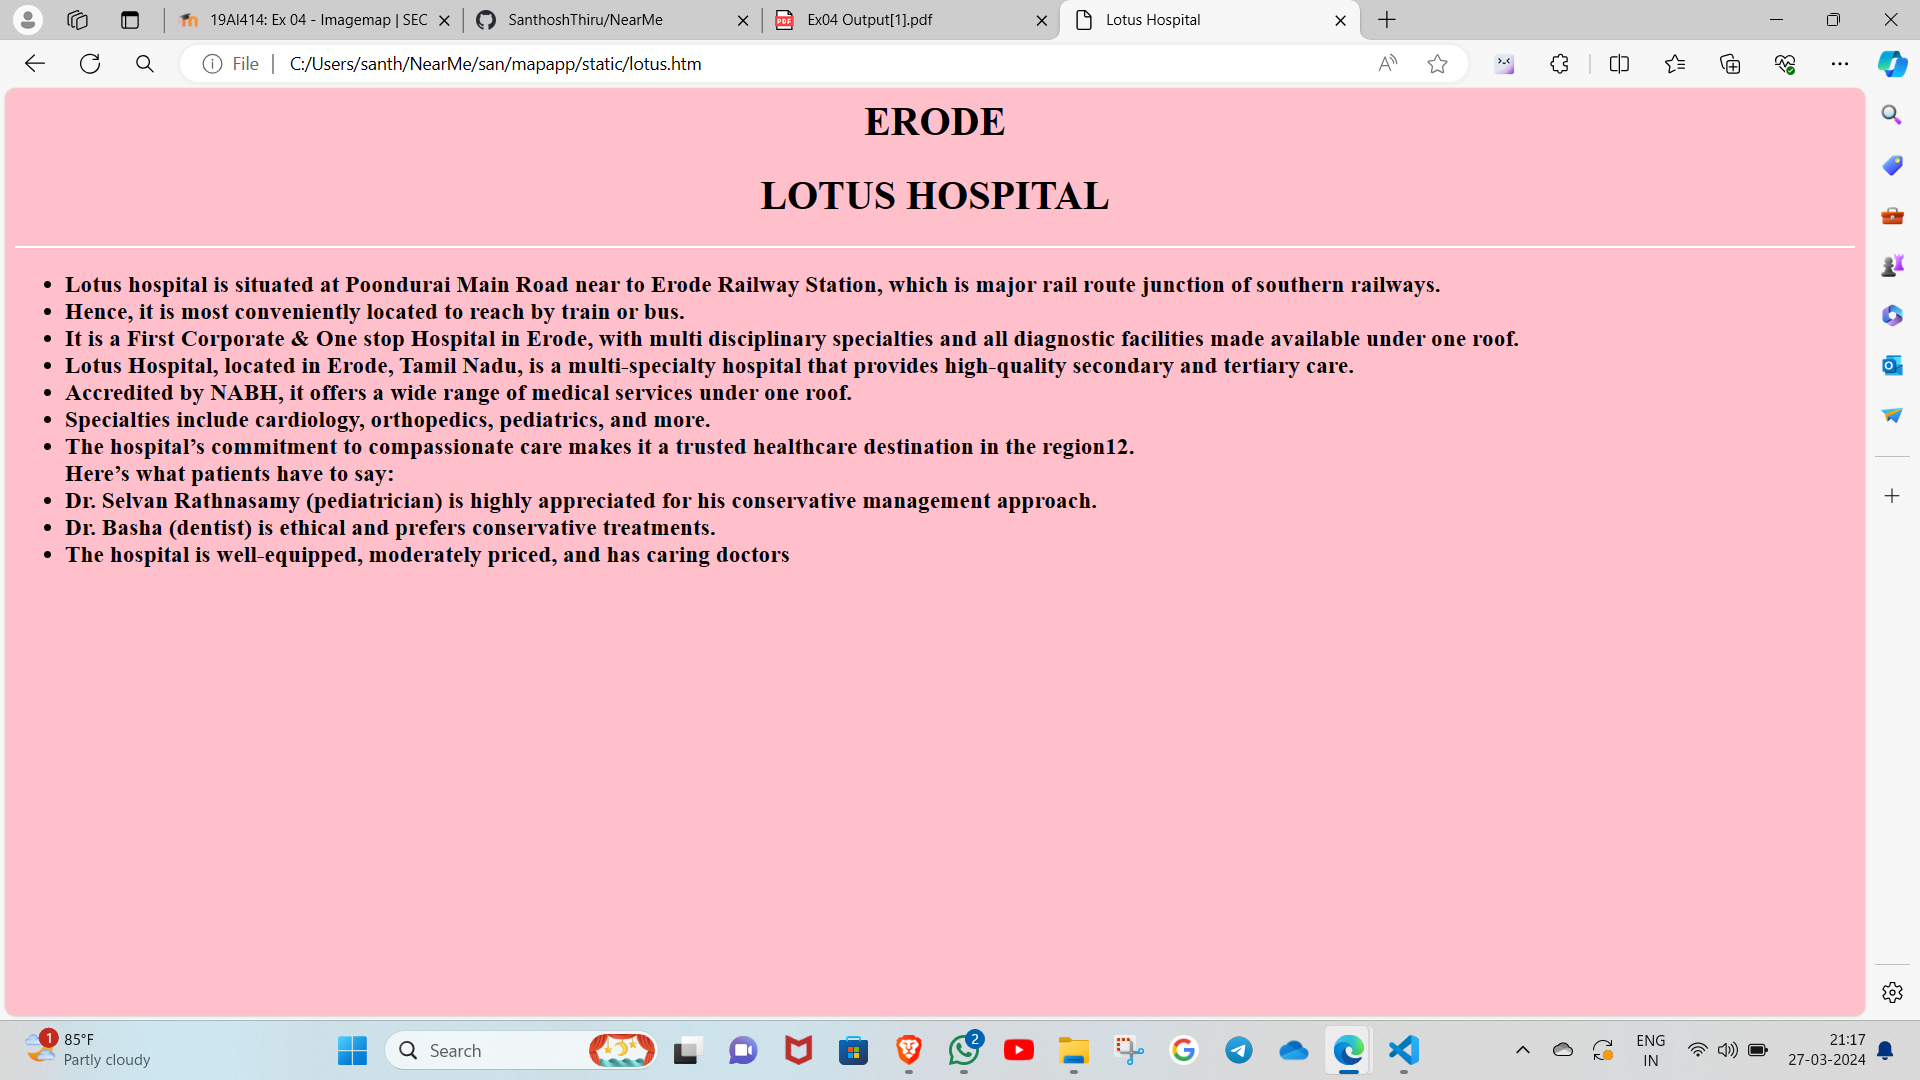 19AI414: Ex 04 - Imagemap | SEC
SanthoshThiru/NearMe
Ex04 Output[1].pdf
Lotus Hospital
File
C:/Users/santh/NearMe/san/mapapp/static/lotus.htm
ERODE
LOTUS HOSPITAL
• Lotus hospital is situated at Poondurai Main Road near to Erode Railway Station, which is major rail route junction of southern railways.
• Hence, it is most conveniently located to reach by train or bus.
• It is a First Corporate & One stop Hospital in Erode, with multi disciplinary specialties and all diagnostic facilities made available under one roof.
• Lotus Hospital, located in Erode, Tamil Nadu, is a multi-specialty hospital that provides high-quality secondary and tertiary care.
• Accredited by NABH, it offers a wide range of medical services under one roof.
• Specialties include cardiology, orthopedics, pediatrics, and more.
• The hospital’s commitment to compassionate care makes it a trusted healthcare destination in the region12.
Here’s what patients have to say:
• Dr. Selvan Rathnasamy (pediatrician) is highly appreciated for his conservative management approach.
• Dr. Basha (dentist) is ethical and prefers conservative treatments.
• The hospital is well-equipped, moderately priced, and has caring doctors
1
85°F
Partly cloudy
Search
2
ENG
IN
21:17
27-03-2024